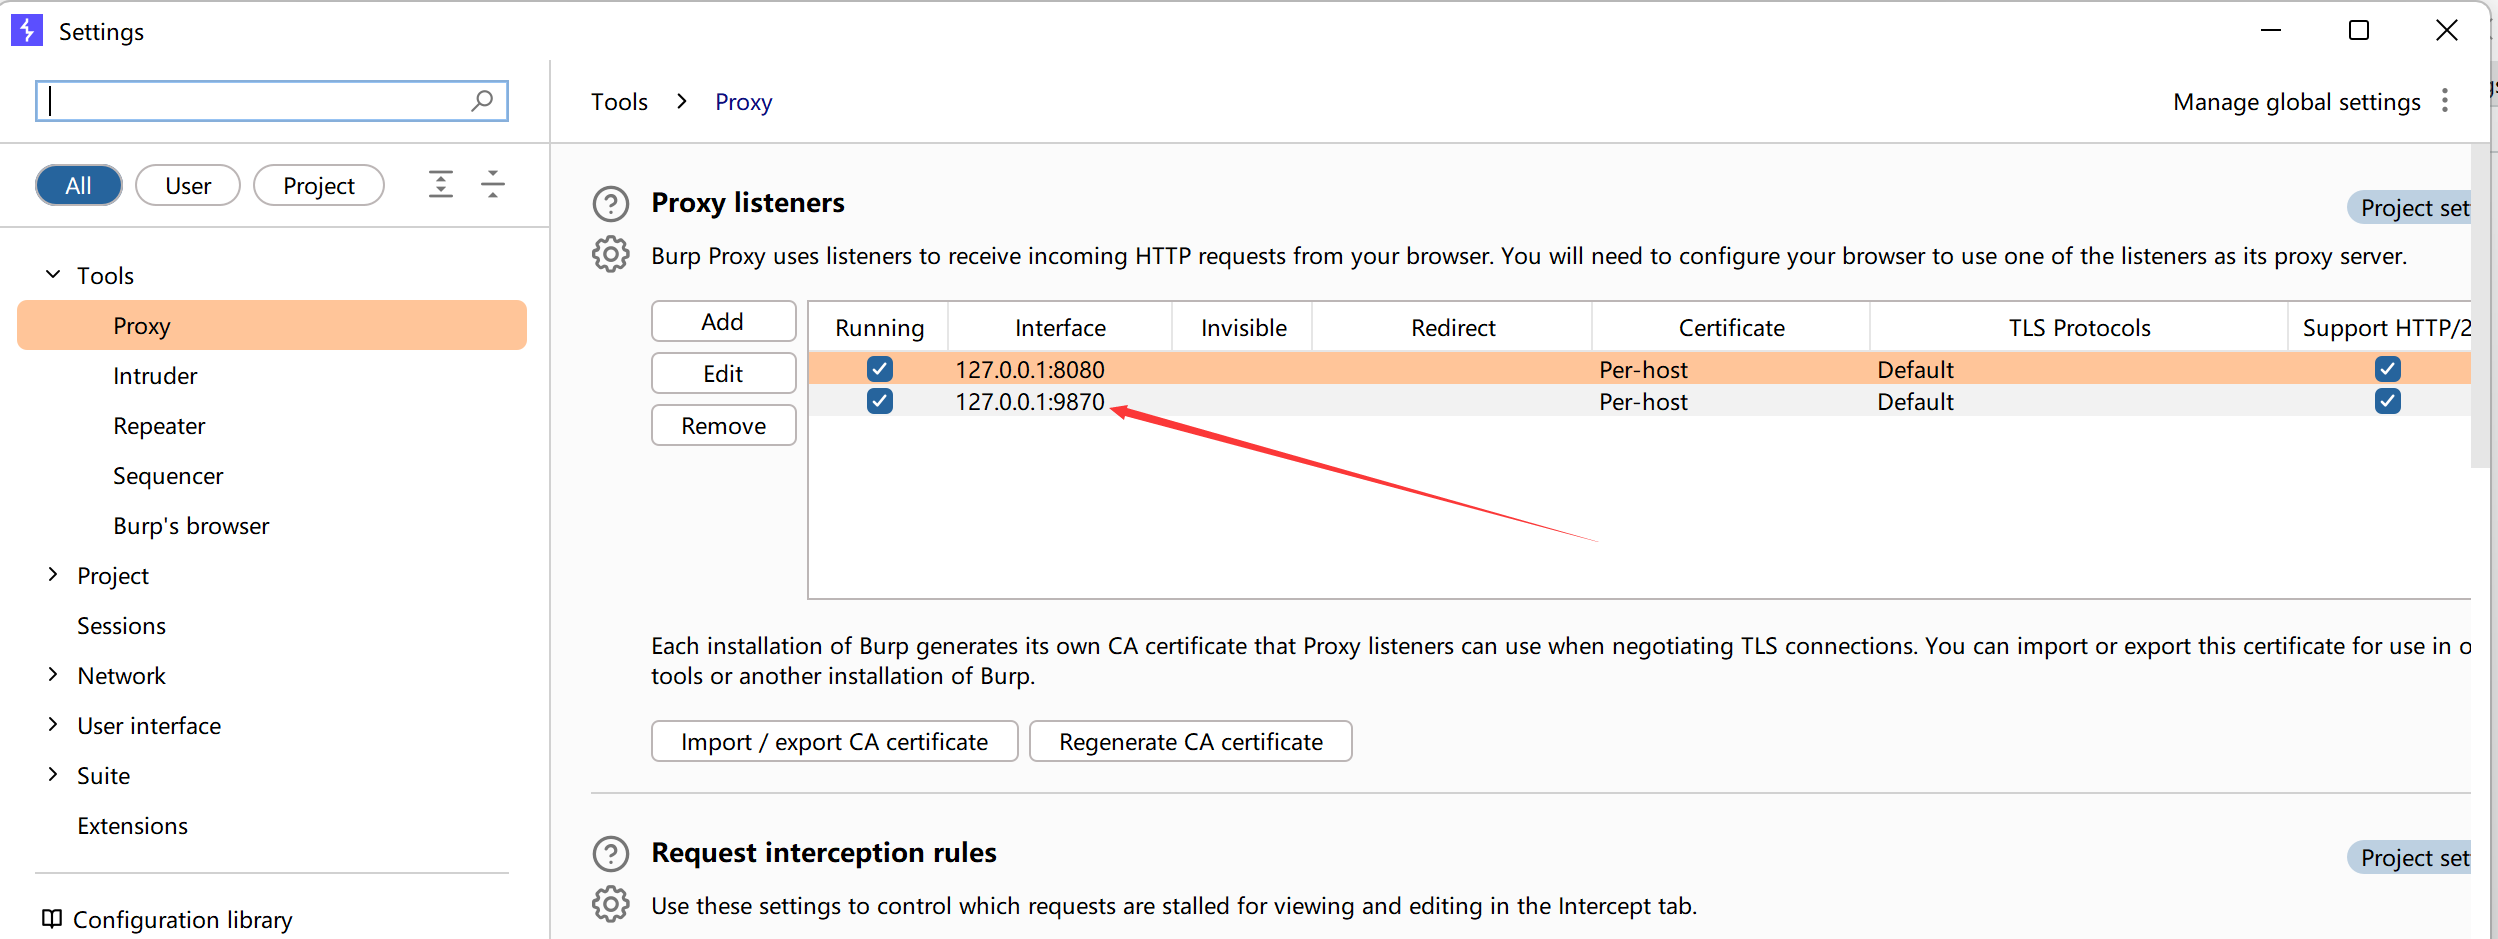 Settings
Tools > Proxy
Manage global settings
All
User
Project
Tools
Proxy
Intruder
Repeater
Sequencer
Burp's browser
Project
Sessions
Network
User interface
Suite
Extensions
Configuration library
Proxy listeners
Project set
Burp Proxy uses listeners to receive incoming HTTP requests from your browser. You will need to configure your browser to use one of the listeners as its proxy server.
Add
Edit
Remove
Running Interface Invisible Redirect Certificate TLS Protocols Support HTTP/2
127.0.0.1:8080 Per-host Default
127.0.0.1:9870 Per-host Default
Each installation of Burp generates its own CA certificate that Proxy listeners can use when negotiating TLS connections. You can import or export this certificate for use in o
tools or another installation of Burp.
Import / export CA certificate
Regenerate CA certificate
Request interception rules
Project set
Use these settings to control which requests are stalled for viewing and editing in the Intercept tab.